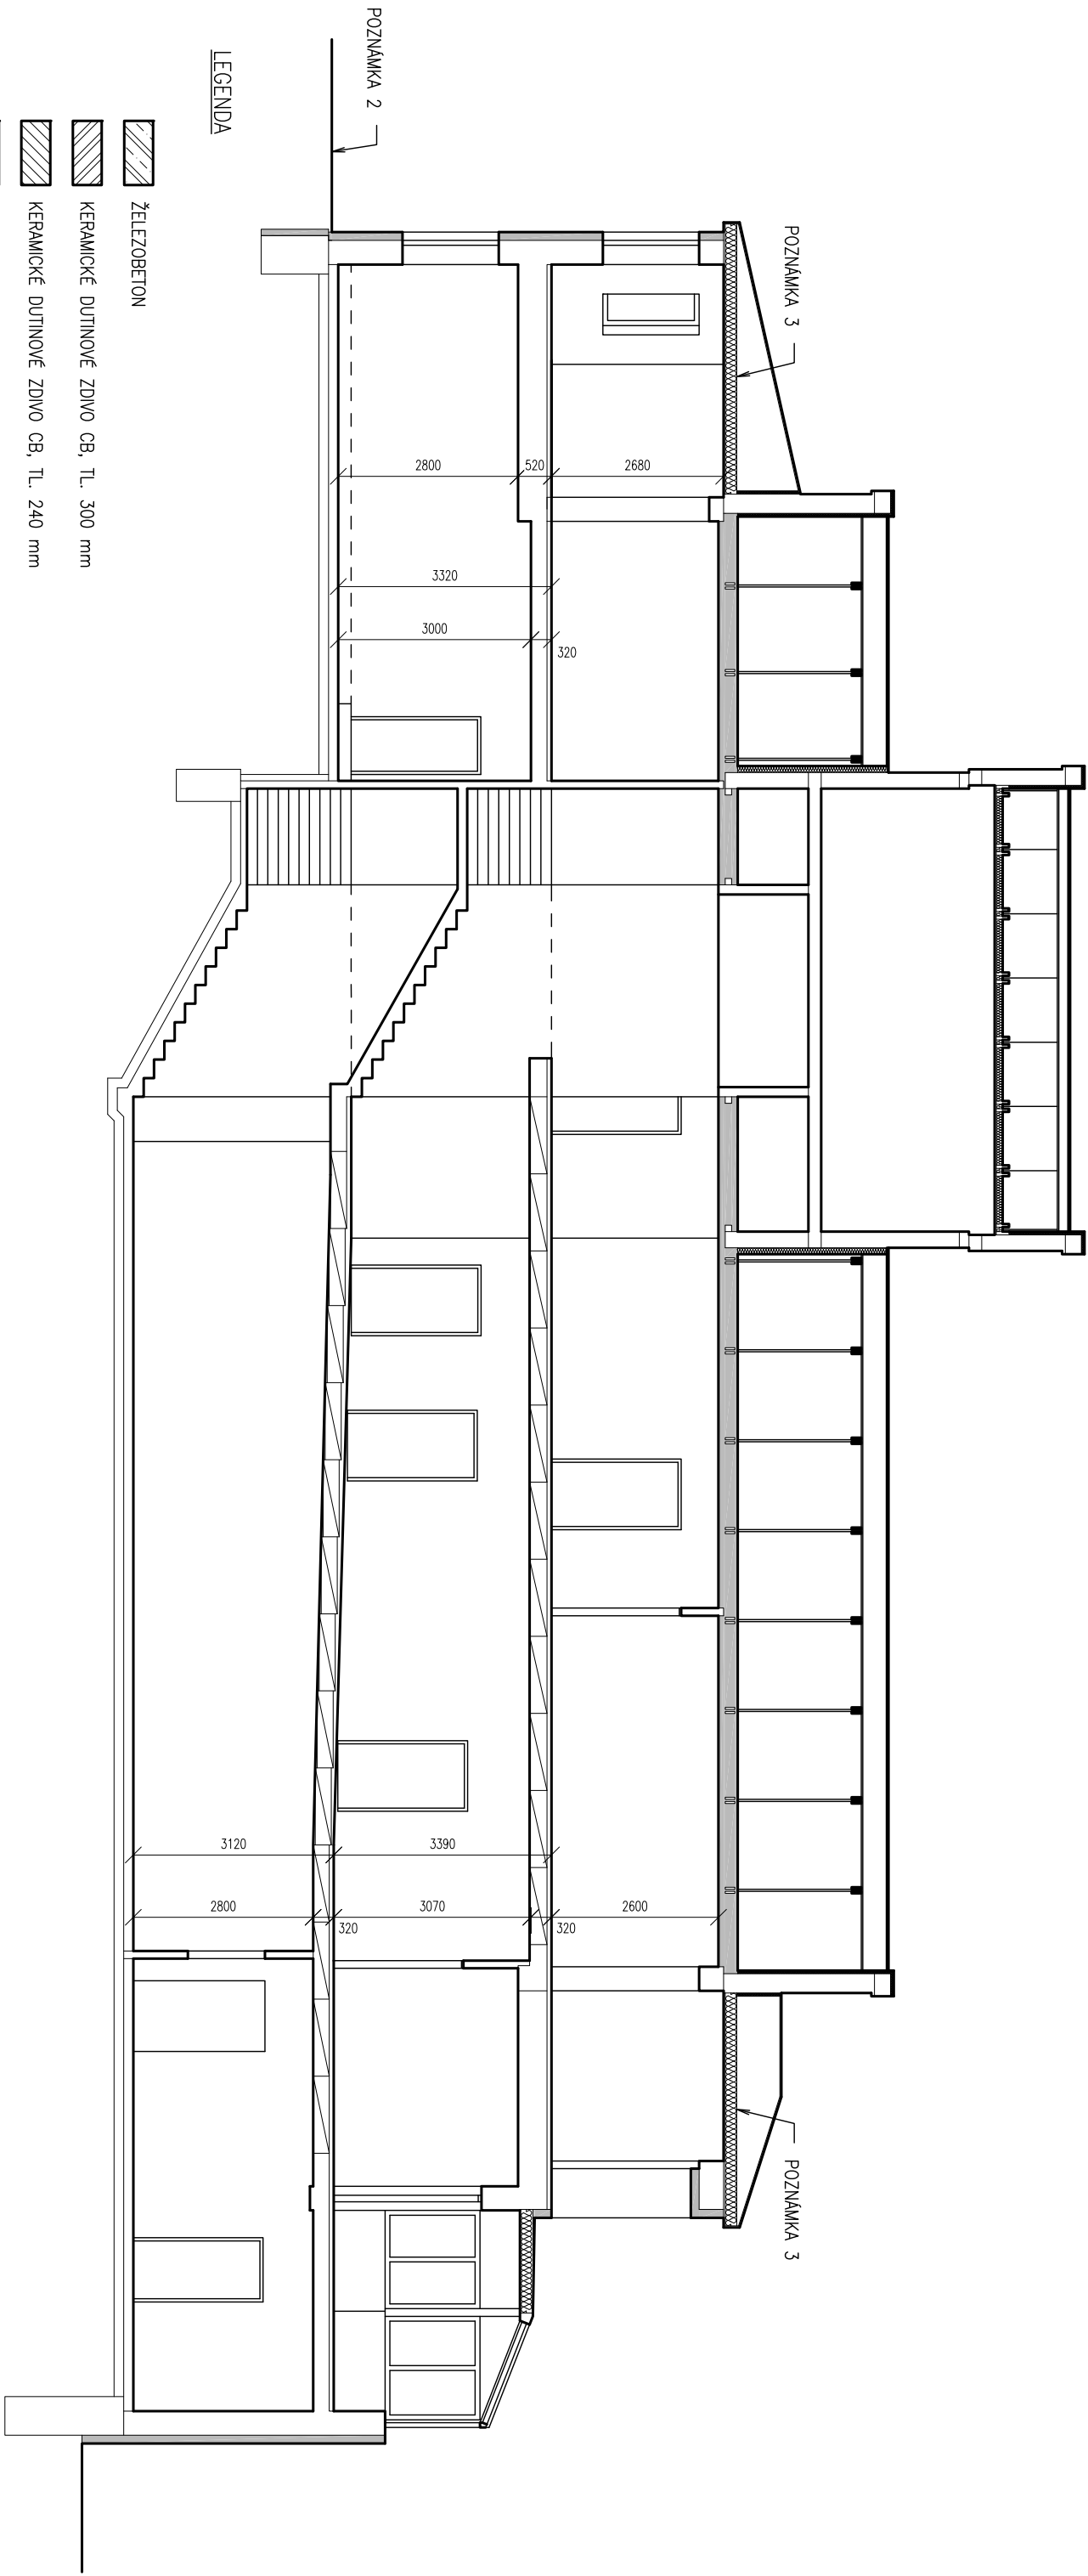 POZNÁMKA 2
POZNÁMKA 3
POZNÁMKA 3
2680
520
2800
3320
3000
320
3390
3120
2600
320
3070
320
2800
LEGENDA
ŽELEZOBETON
KERAMICKÉ DUTINOVÉ ZDIVO CB, TL. 300 mm
KERAMICKÉ DUTINOVÉ ZDIVO CB, TL. 240 mm